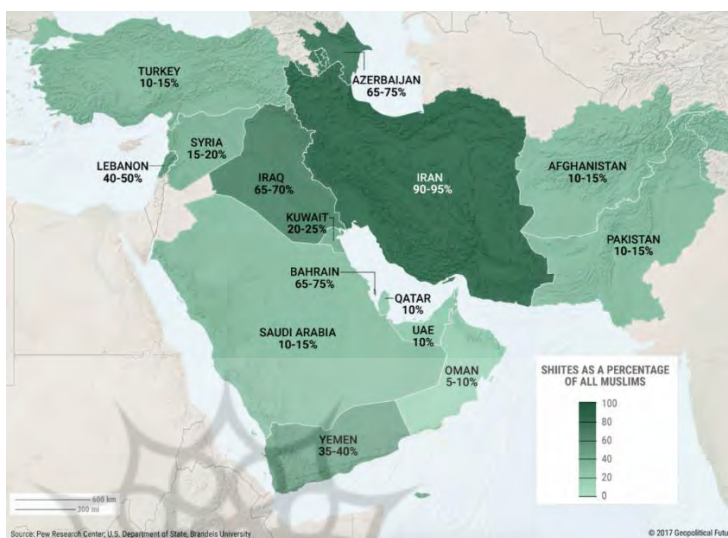 TURKEY
10-15%
AZERBAIJAN
65-75%
SYRIA
15-20%
LEBANON
40-50%
IRAQ
65-70%
IRAN
90-95%
AFGHANISTAN
10-15%
KUWAIT
20-25%
PAKISTAN
10-15%
BAHRAIN
65-75%
QATAR
10%
SAUDI ARABIA
10-15%
UAE
10%
OMAN
5-10%
YEMEN
35-40%
SHIITES AS A PERCENTAGE
OF ALL MUSLIMS
100
80
60
40
20
0
600 km
300 mi
Source: Pew Research Center, U.S. Department of State, Brandeis University
© 2017 Geopolitical Futu